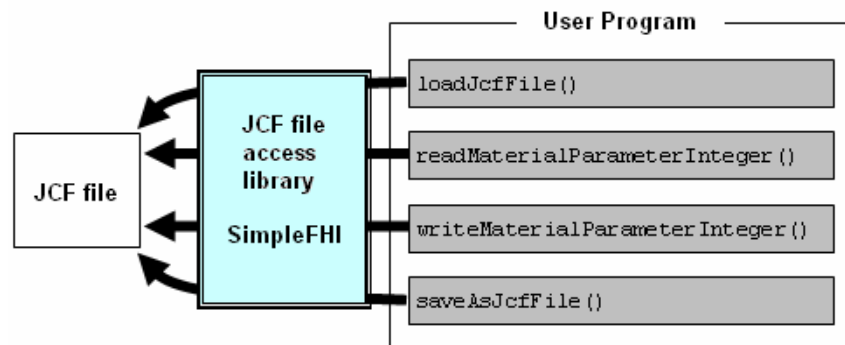 User Program
loadJcfFile()
JCF file
access
library
SimpleFHI
readMaterialParameterInteger()
JCF file
writeMaterialParameterInteger()
saveAsJcfFile()